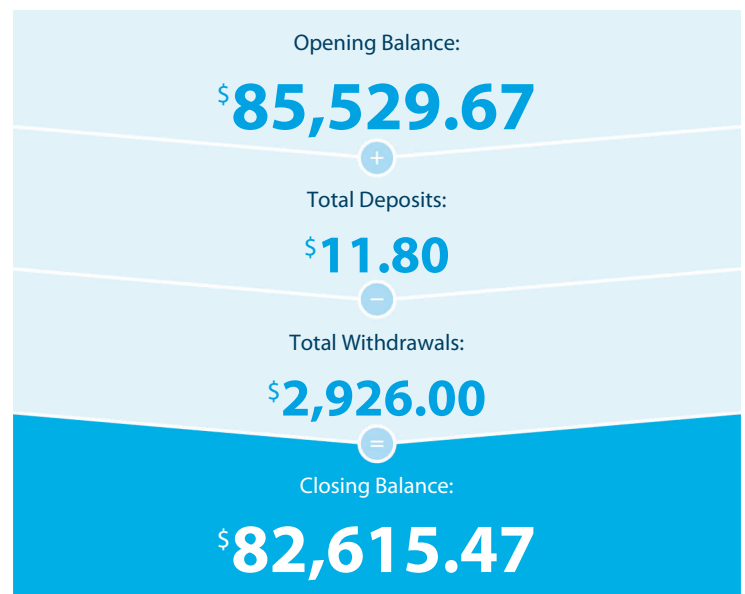 Opening Balance:
$85,529.67
+
Total Deposits:
$11.80
−
Total Withdrawals:
$2,926.00
=
Closing Balance:
$82,615.47